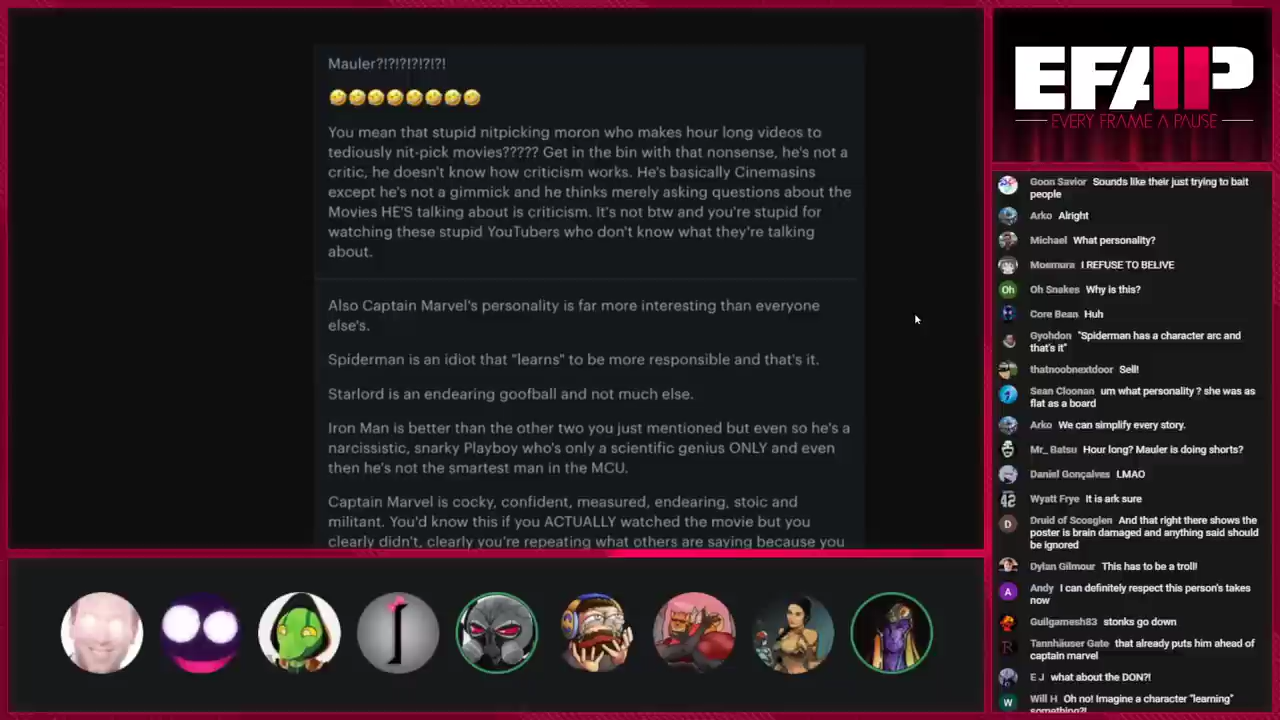 Mauler?!?!?!?!?!?!
You mean that stupid nitpicking moron who makes hour long videos to
tediously nit-pick movies????? Get in the bin with that nonsense, he's not a
critic, he doesn't know how criticism works. He's basically Cinemasins
except he's not a gimmick and he thinks merely asking questions about the
Movies HE'S talking about is criticism. It's not btw and you're stupid for
watching these stupid YouTubers who don't know what they're talking
about.
Also Captain Marvel's personality is far more interesting than everyone
else's.
Spiderman is an idiot that "learns" to be more responsible and that's it.
Starlord is an endearing goofball and not much else.
Iron Man is better than the other two you just mentioned but even so he's a
narcissistic, snarky Playboy who's only a scientific genius ONLY and even
then he's not the smartest man in the MCU.
Captain Marvel is cocky, confident, measured, endearing, stoic and
militant. You'd know this if you ACTUALLY watched the movie but you
clearly didn't, clearly you're repeating what others are saying because you
EFAP
EVERY FRAME A PAUSE
Goon Savior Sounds like their just trying to bait
people
Arko Alright
Michael What personality?
Moemura I REFUSE TO BELIVE
Oh Oh Snakes Why is this?
Core Bean Huh
Gyohdon "Spiderman has a character arc and
that's it"
thatnoobnextdoor Sell!
Sean Cloonan um what personality ? she was as
flat as a board
Arko We can simplify every story.
Mr_ Batsu Hour long? Mauler is doing shorts?
Daniel Gonçalves LMAO
42 Wyatt Frye It is ark sure
D Druid of Scosglen And that right there shows the
poster is brain damaged and anything said should
be ignored
Dylan Gilmour This has to be a troll!
A Andy I can definitely respect this person's takes
now
Guilgamesh83 stonks go down
R Tannhäuser Gate that already puts him ahead of
captain marvel
E J what about the DON?!
W Will H Oh no! Imagine a character "learning"
something?!